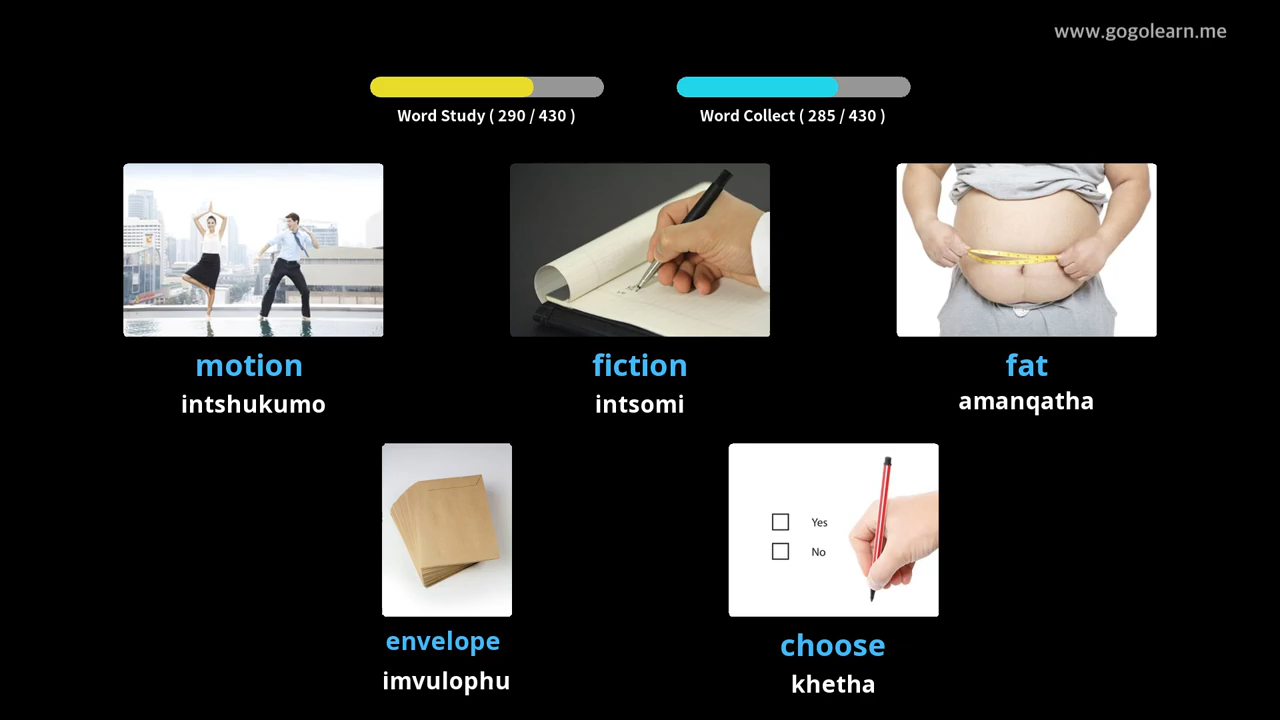 www.gogolearn.me
Word Study ( 290 / 430 )
Word Collect ( 285 / 430 )
motion
intshukumo
fiction
intsomi
fat
amanqatha
Yes
No
envelope
imvulophu
choose
khetha